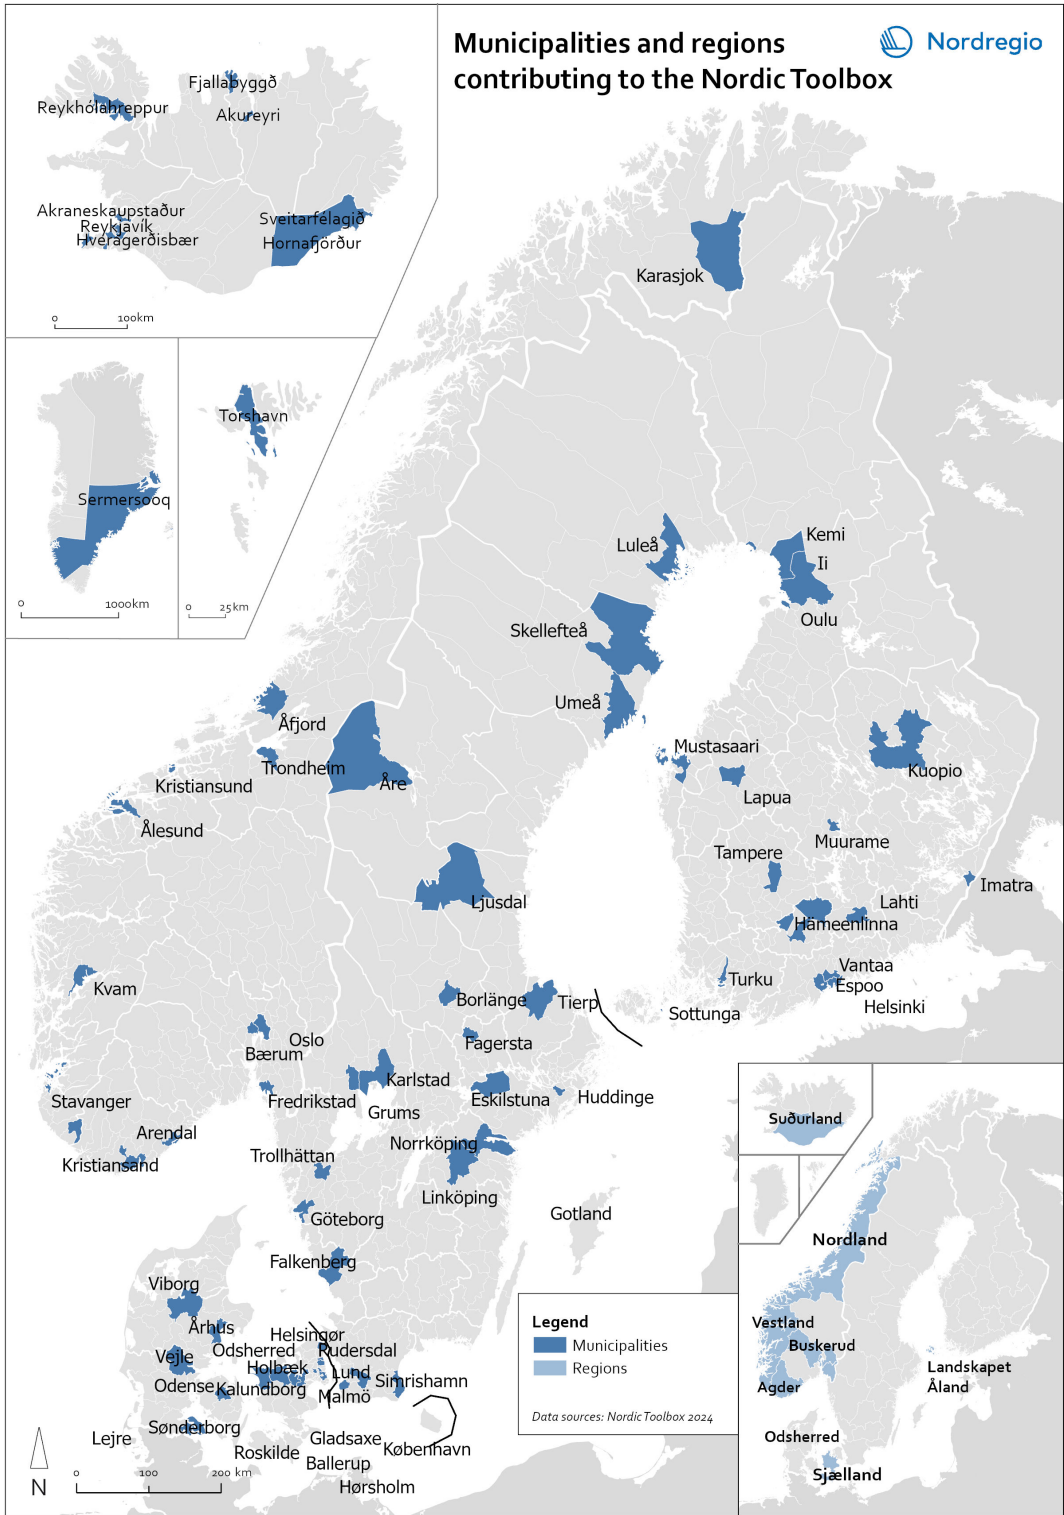 Municipalities and regions
contributing to the Nordic Toolbox
Nordregio
Fjallabyggð
Reykhólahreppur
Akureyri
Akraneskaupstaður
Reykjavík
Hveragerðisbær
Sveitarfélagið
Hornafjörður
0 100km
Karasjok
Torshavn
Sermersooq
0 1000km
0 25km
Luleå
Kemi
Ii
Oulu
Skellefteå
Umeå
Åfjord
Trondheim
Kristiansund
Åre
Ålesund
Mustasaari
Lapua
Kuopio
Muurame
Tampere
Imatra
Lahti
Hämeenlinna
Ljusdal
Kvam
Borlänge
Tierp
Turku
Vantaa
Espoo
Helsinki
Sottunga
Oslo
Bærum
Fagersta
Karlstad
Stavanger
Fredrikstad
Grums
Eskilstuna
Huddinge
Arendal
Kristiansand
Norrköping
Trollhättan
Linköping
Göteborg
Gotland
Falkenberg
Viborg
Århus
Helsingør
Odsherred
Rudersdal
Vejle
Holbæk
Lund
Odense
Kalundborg
Malmö
Simrishamn
Sønderborg
Lejre
Roskilde
Gladsaxe
København
Ballerup
Hørsholm
N
0 100 200 km
Legend
Municipalities
Regions
Data sources: Nordic Toolbox 2024
Suðurland
Nordland
Vestland
Buskerud
Agder
Landskapet
Åland
Odsherred
Sjælland